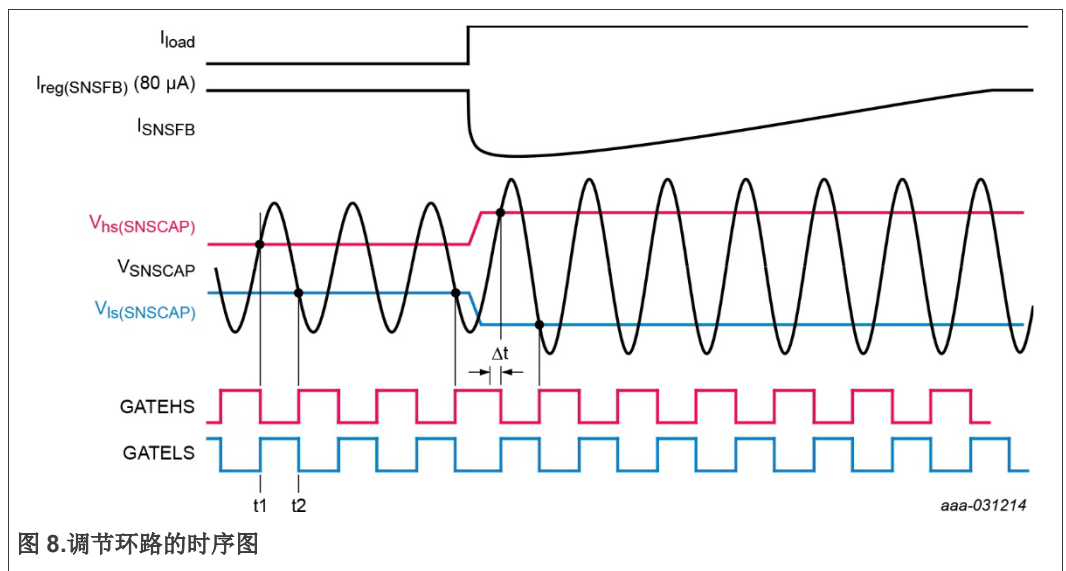 Iload
Ireg(SNSFB) (80 μA)
ISNSFB
Vhs(SNSCAP)
VSNSCAP
Vls(SNSCAP)
Δt
GATEHS
GATELS
t1 t2
aaa-031214
图 8.调节环路的时序图